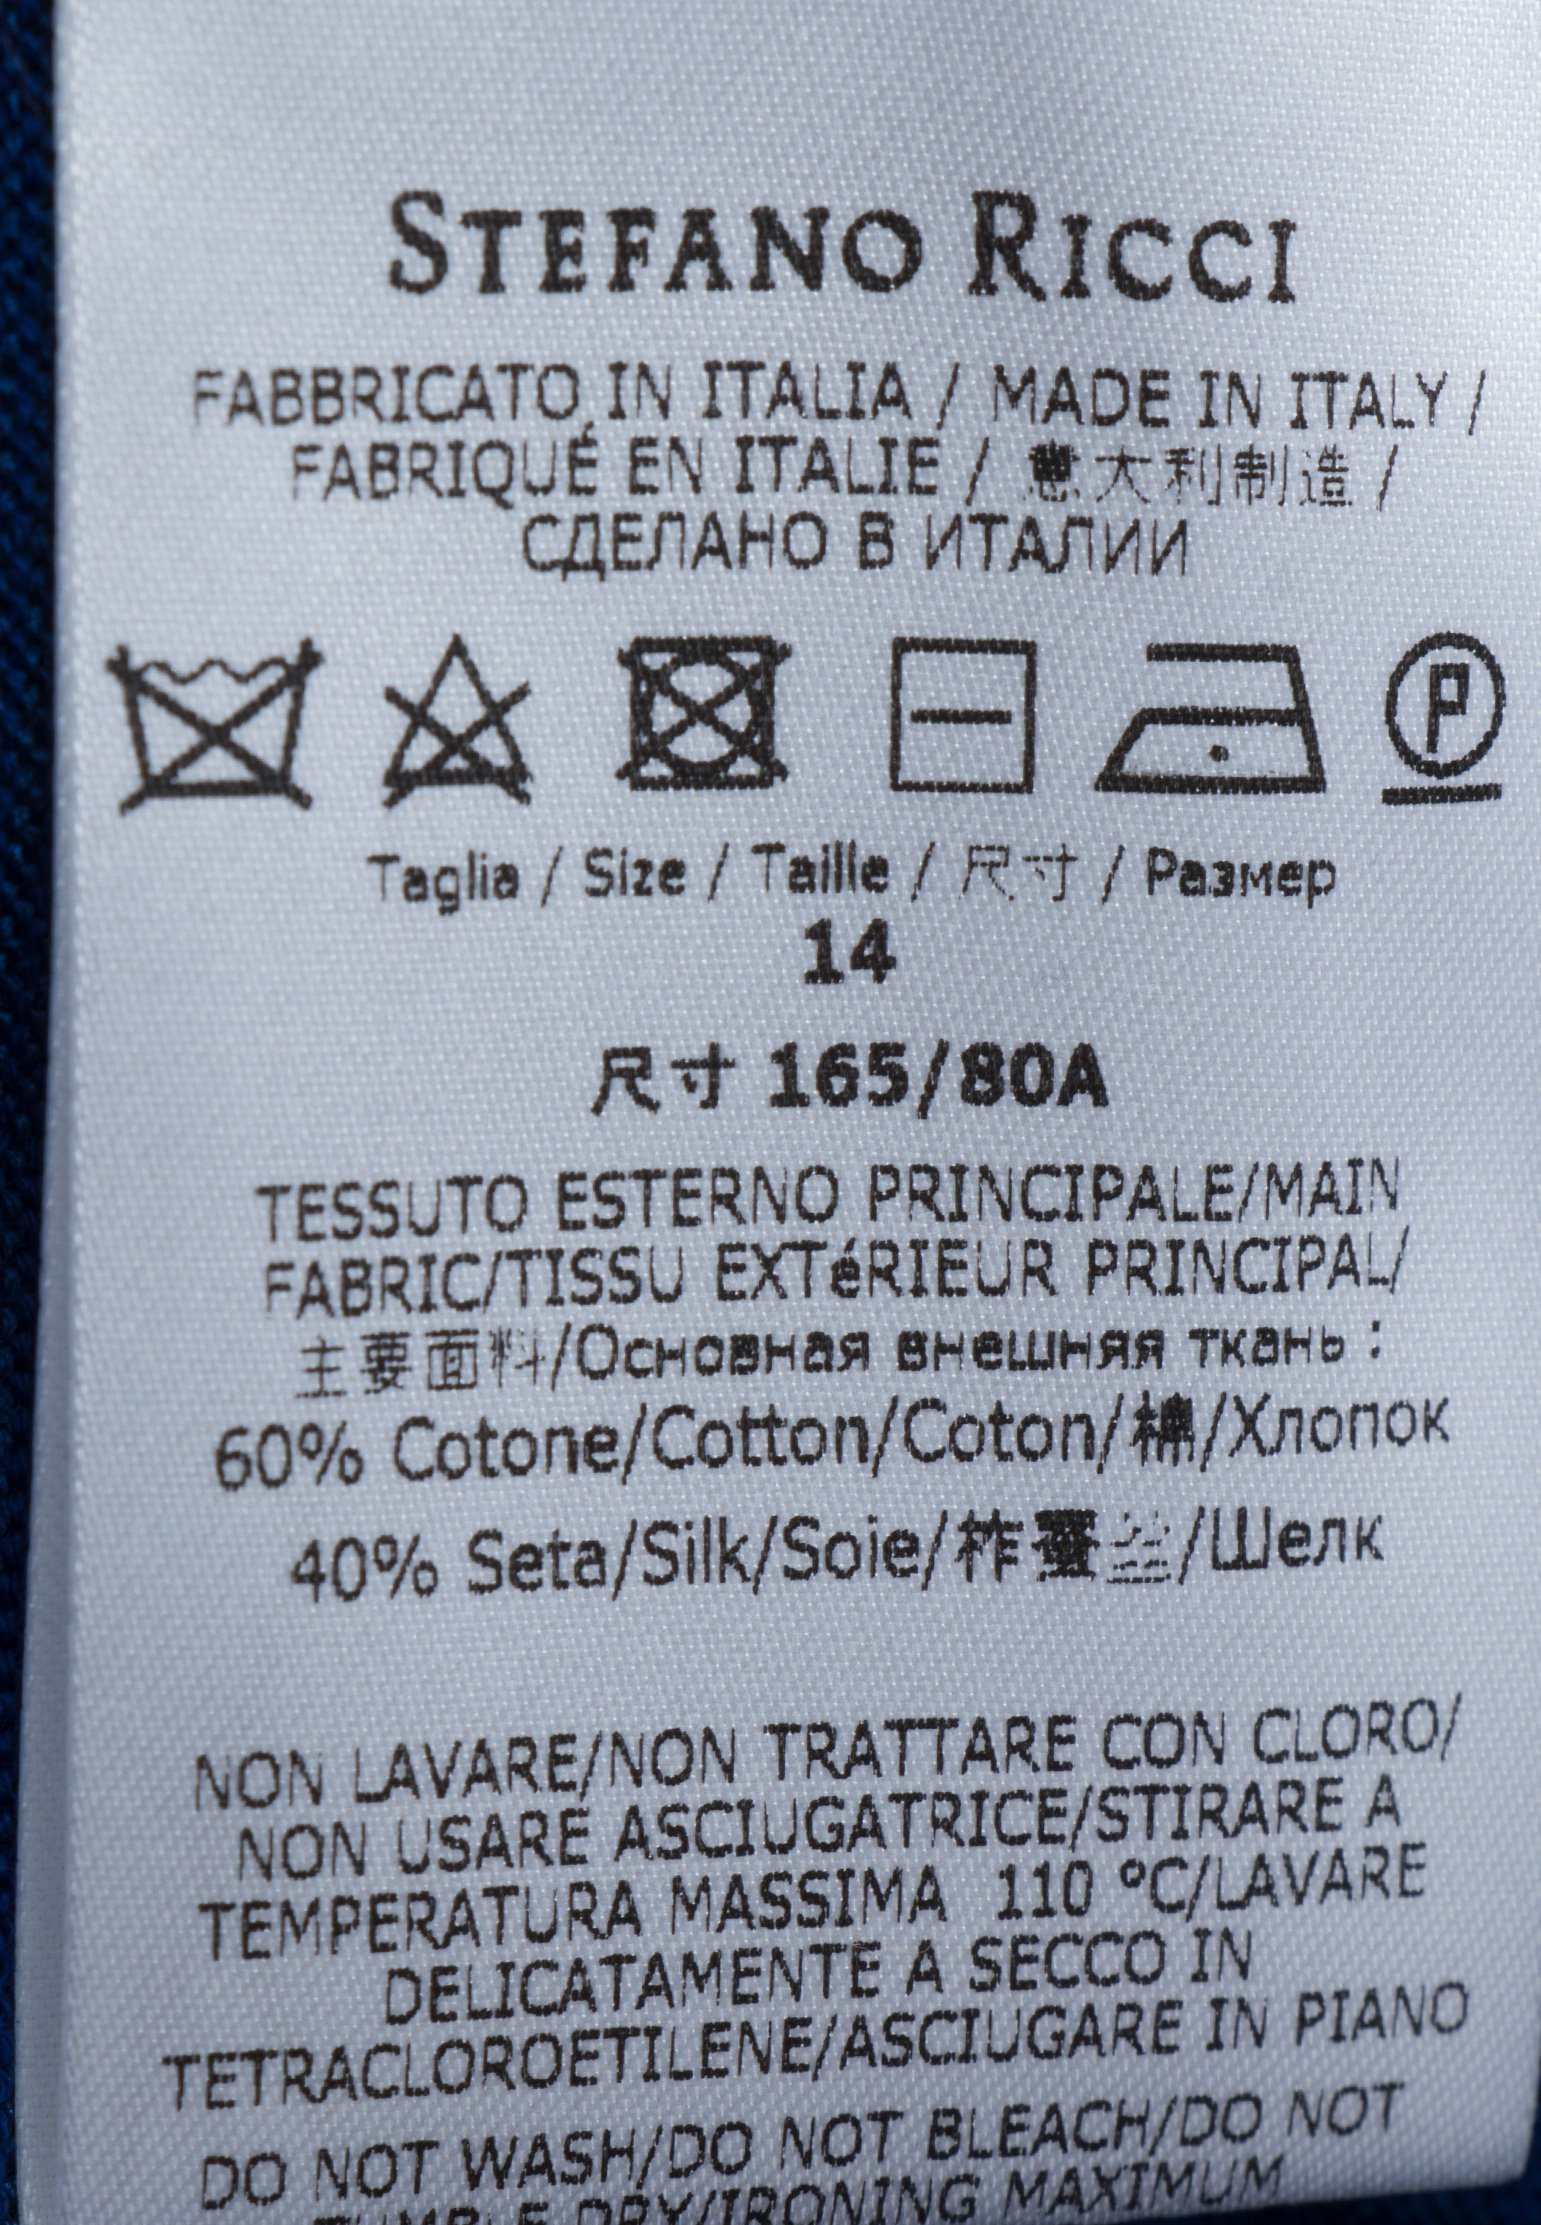 STEFANO RICCI
FABBRICATO IN ITALIA / MADE IN ITALY /
FABRIQUÉ EN ITALIE / 意大利制造 /
СДЕЛАНО В ИТАЛИИ
P
Taglia / Size / Taille / 尺寸 / Размер
14
尺寸 165/80A
TESSUTO ESTERNO PRINCIPALE/MAIN
FABRIC/TISSU EXTéRIEUR PRINCIPAL/
主要面料/Основная внешняя ткань :
60% Cotone/Cotton/Coton/棉/Хлопок
40% Seta/Silk/Soie/柞蚕丝/Шелк
NON LAVARE/NON TRATTARE CON CLORO/
NON USARE ASCIUGATRICE/STIRARE A
TEMPERATURA MASSIMA 110 °C/LAVARE
DELICATAMENTE A SECCO IN
TETRACLOROETILENE/ASCIUGARE IN PIANO
DO NOT WASH/DO NOT BLEACH/DO NOT
TUMBLE DRY/IRONING MAXIMUM